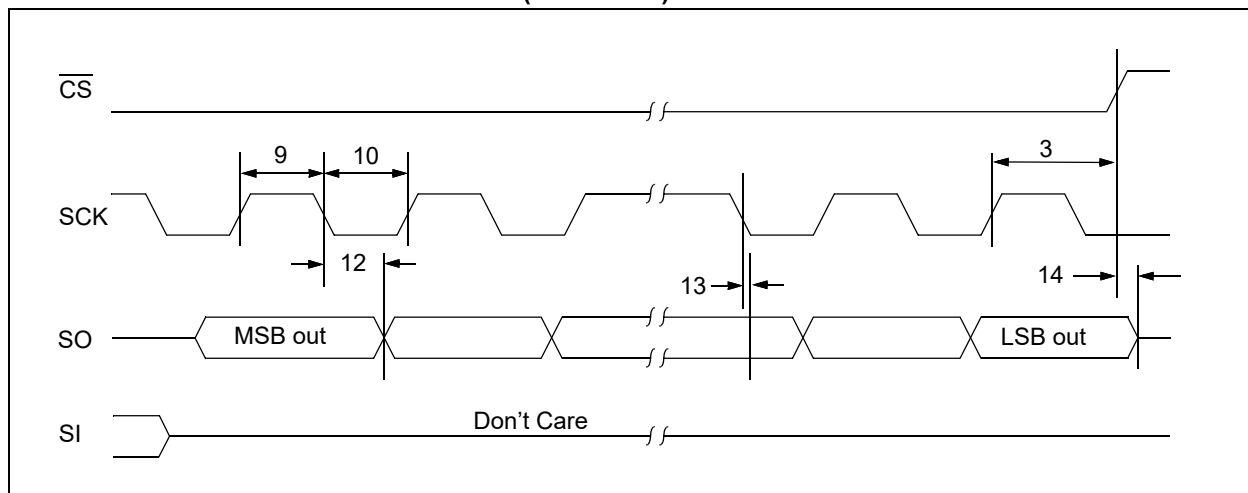 CS
9
10
3
SCK
12
13
14
SO
MSB out
LSB out
SI
Don't Care